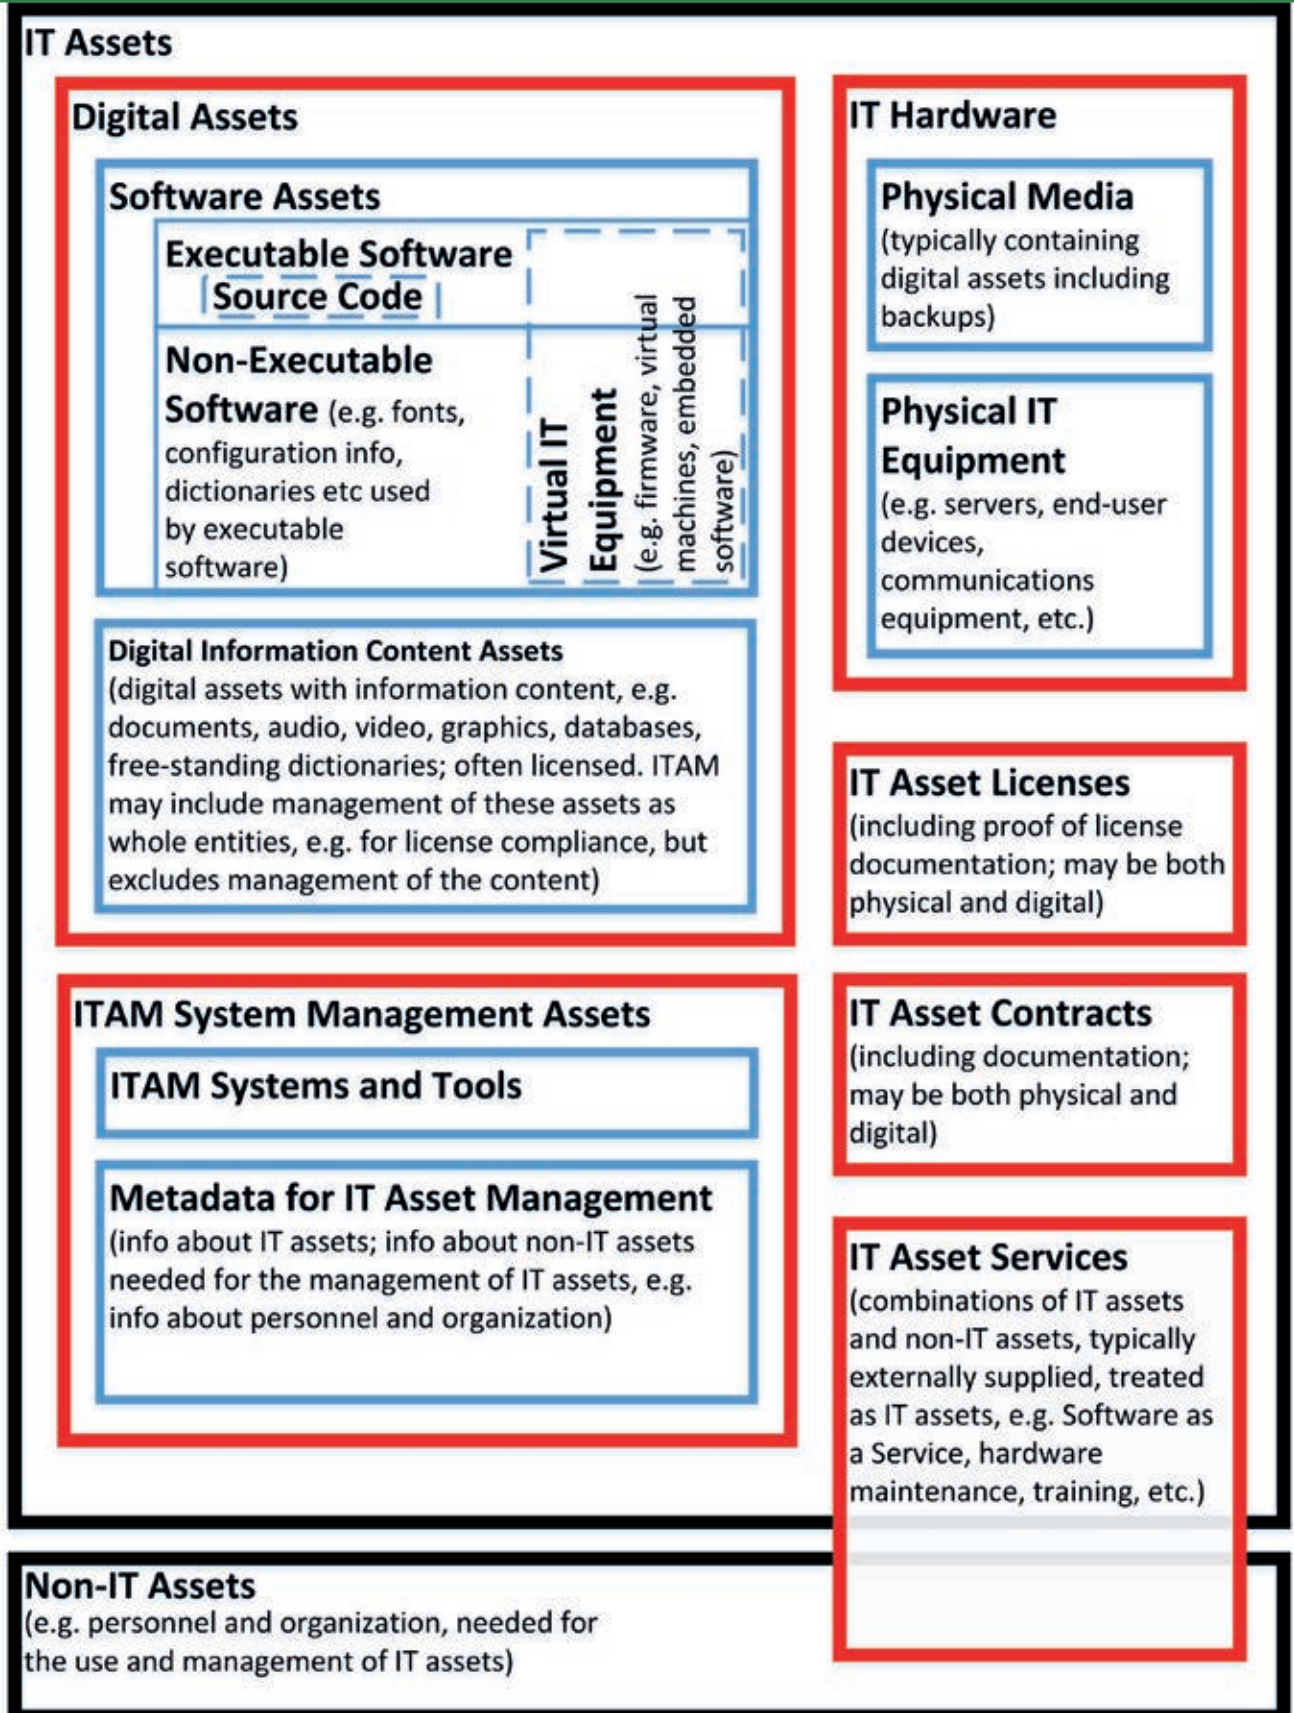 IT Assets
Digital Assets
Software Assets
Executable Software
Source Code
Non-Executable
Software (e.g. fonts,
configuration info,
dictionaries etc used
by executable
software)
Virtual IT
Equipment
(e.g. firmware, virtual
machines, embedded
software)
Digital Information Content Assets
(digital assets with information content, e.g.
documents, audio, video, graphics, databases,
free-standing dictionaries; often licensed. ITAM
may include management of these assets as
whole entities, e.g. for license compliance, but
excludes management of the content)
ITAM System Management Assets
ITAM Systems and Tools
Metadata for IT Asset Management
(info about IT assets; info about non-IT assets
needed for the management of IT assets, e.g.
info about personnel and organization)
IT Hardware
Physical Media
(typically containing
digital assets including
backups)
Physical IT
Equipment
(e.g. servers, end-user
devices,
communications
equipment, etc.)
IT Asset Licenses
(including proof of license
documentation; may be both
physical and digital)
IT Asset Contracts
(including documentation;
may be both physical and
digital)
IT Asset Services
(combinations of IT assets
and non-IT assets, typically
externally supplied, treated
as IT assets, e.g. Software as
a Service, hardware
maintenance, training, etc.)
Non-IT Assets
(e.g. personnel and organization, needed for
the use and management of IT assets)